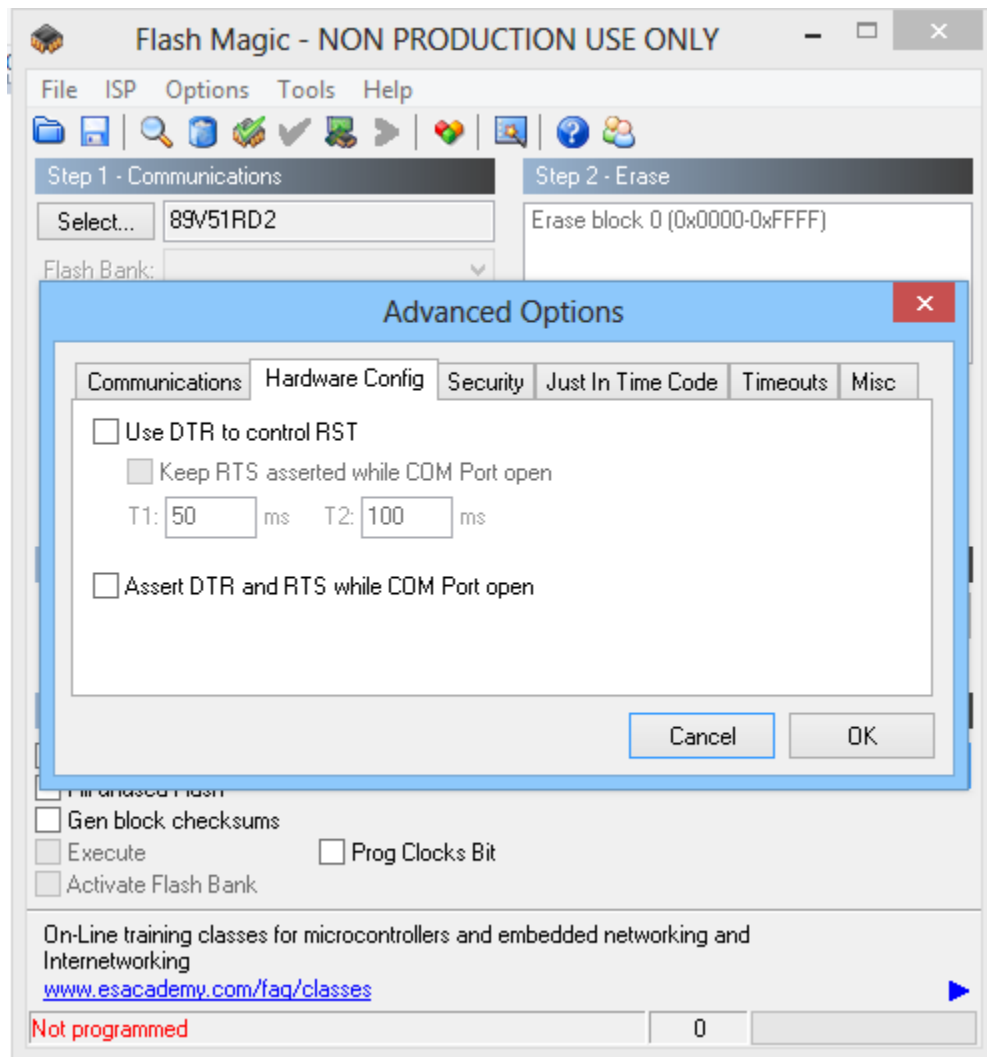 Flash Magic - NON PRODUCTION USE ONLY
File ISP Options Tools Help
Step 1 - Communications
Step 2 - Erase
Select... 89V51RD2
Erase block 0 (0x0000-0xFFFF)
Flash Bank:
Advanced Options
Communications Hardware Config Security Just In Time Code Timeouts Misc
Use DTR to control RST
Keep RTS asserted while COM Port open
T1: 50 ms T2: 100 ms
Assert DTR and RTS while COM Port open
Cancel OK
Gen block checksums
Execute Prog Clocks Bit
Activate Flash Bank
On-Line training classes for microcontrollers and embedded networking and
Internetworking
www.esacademy.com/faq/classes
Not programmed 0